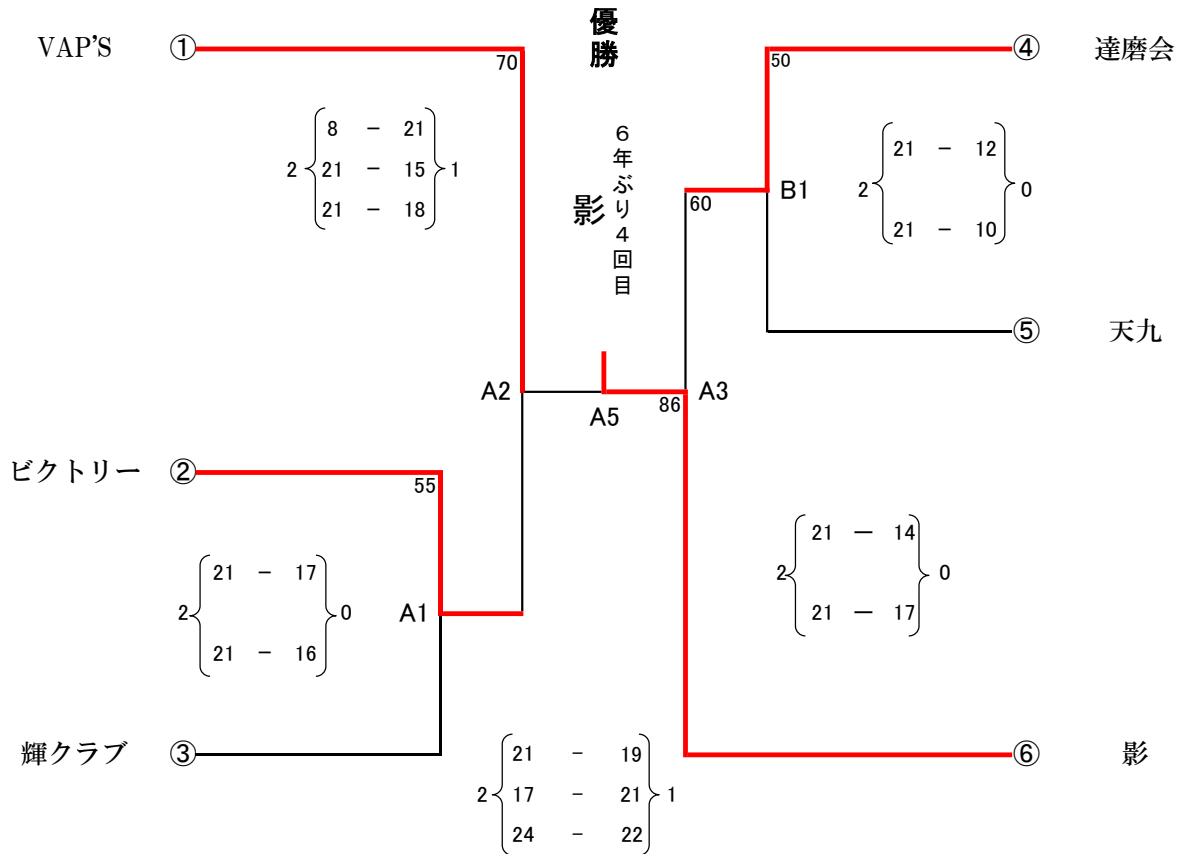 優勝
影
６年ぶり４回目
VAP'S ①
70
8 － 21
2 21 － 15 1
21 － 18
④ 達磨会
50
21 － 12
2 0
21 － 10
B1
60
⑤ 天九
A2
A5
86
A3
ビクトリー ②
55
21 － 17
2 0
21 － 16
A1
輝クラブ ③
21 － 14
2 0
21 － 17
⑥ 影
21 － 19
2 17 － 21 1
24 － 22